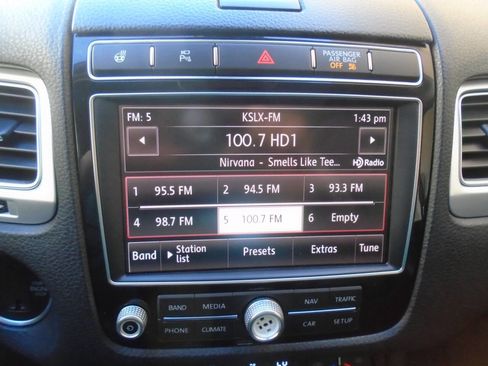 PASSENGER
AIR BAG
OFF
FM: 5 KSLX-FM 1:43 pm
100.7 HD1
Nirvana - Smells Like Tee... HD Radio
1 95.5 FM 2 94.5 FM 3 93.3 FM
4 98.7 FM 5 100.7 FM 6 Empty
Band Station list Presets Extras Tune
BAND MEDIA NAV TRAFFIC
PHONE CLIMATE CAR SETUP